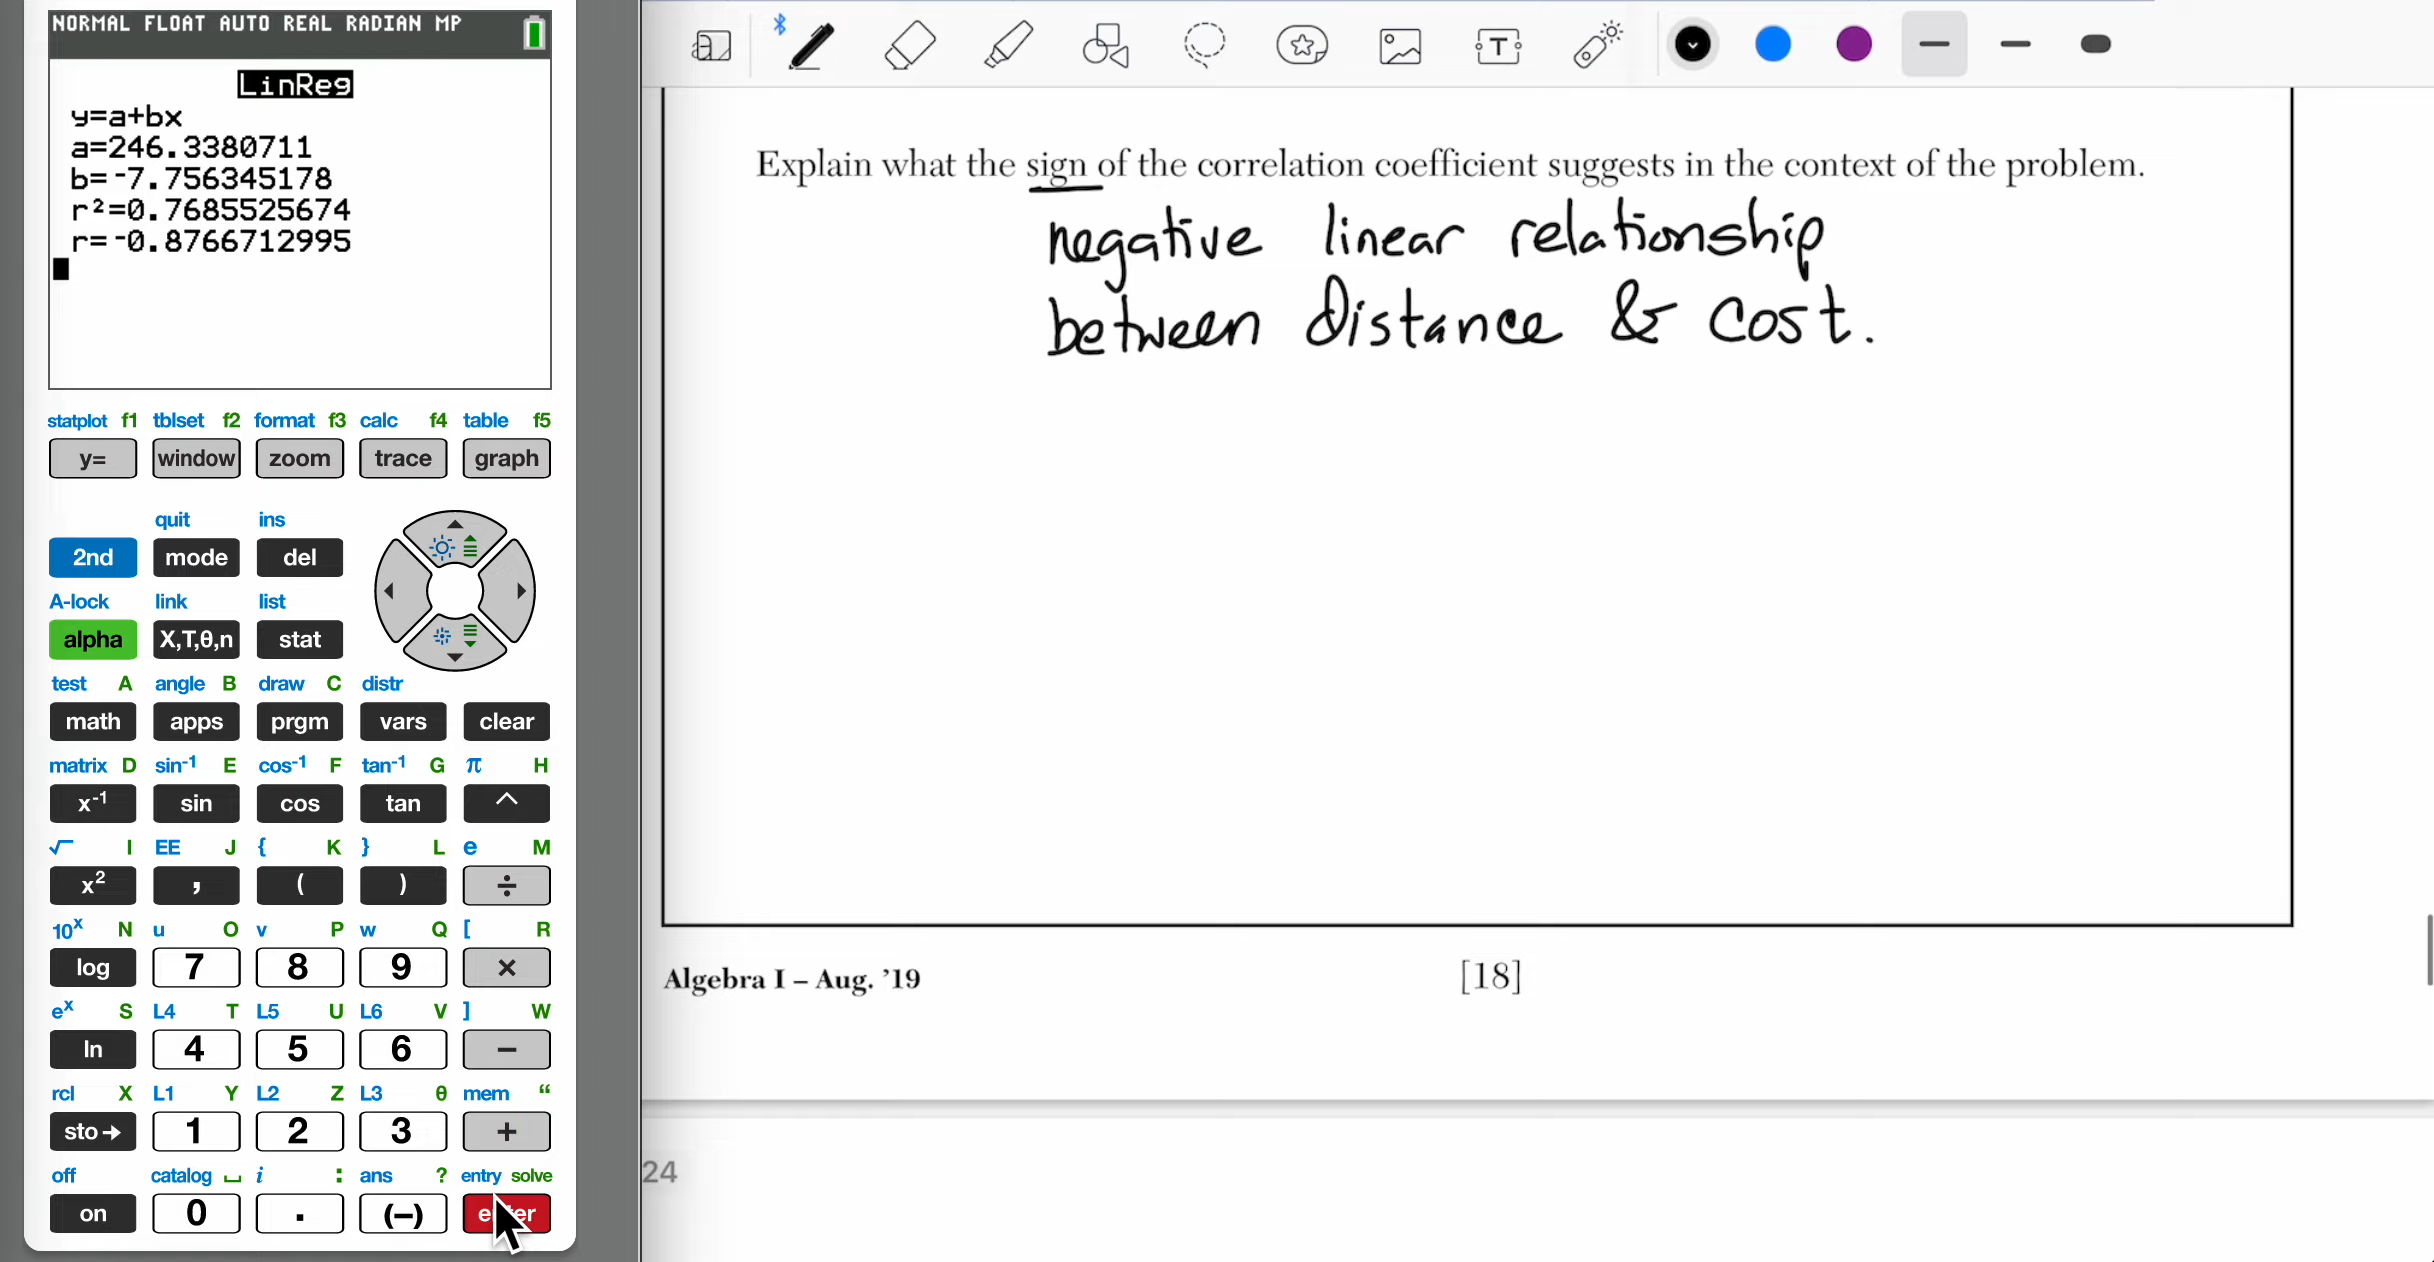 NORMAL FLOAT AUTO REAL RADIAN MP
LinReg
y=a+bx
a=246.3380711
b=-7.756345178
r²=0.7685525674
r=-0.8766712995
statplot f1 tblset f2 format f3 calc f4 table f5
y= window zoom trace graph
quit ins
2nd mode del
A-lock link list
alpha X,T,θ,n stat
test A angle B draw C distr
math apps prgm vars clear
matrix D sin⁻¹ E cos⁻¹ F tan⁻¹ G π H
x⁻¹ sin cos tan ^
√ I EE J { K } L e M
x² , ( ) ÷
10ˣ N u O v P w Q [ R
log 7 8 9 ×
eˣ S L4 T L5 U L6 V ] W
ln 4 5 6 −
rcl X L1 Y L2 Z L3 θ mem “
sto→ 1 2 3 +
off catalog ⎵ i : ans ? entry solve
on 0 . (−)
a
T
Explain what the sign of the correlation coefficient suggests in the context of the problem.
negative linear relationship
between distance & cost.
Algebra I – Aug. ’19 [18]
24